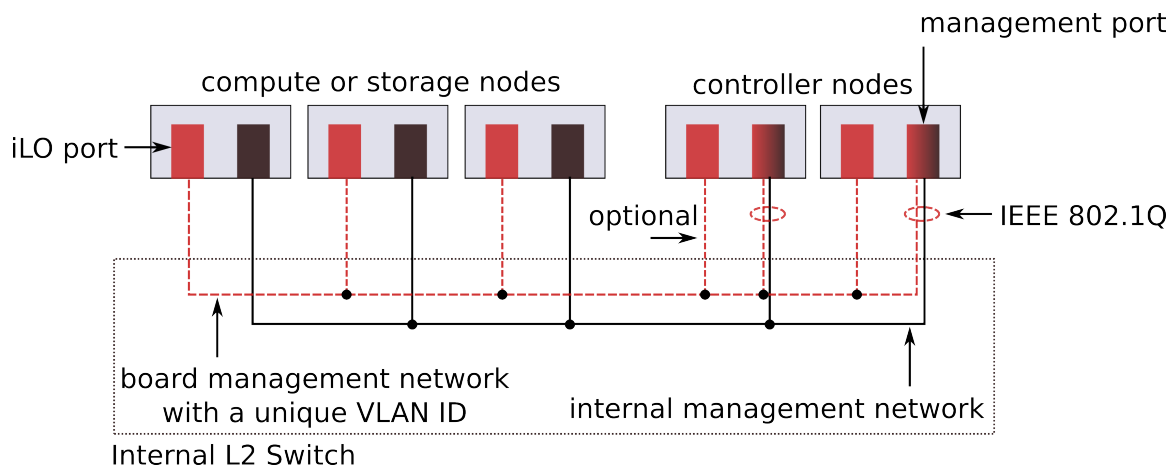 management port
compute or storage nodes
controller nodes
iLO port
optional
IEEE 802.1Q
board management network
with a unique VLAN ID
internal management network
Internal L2 Switch